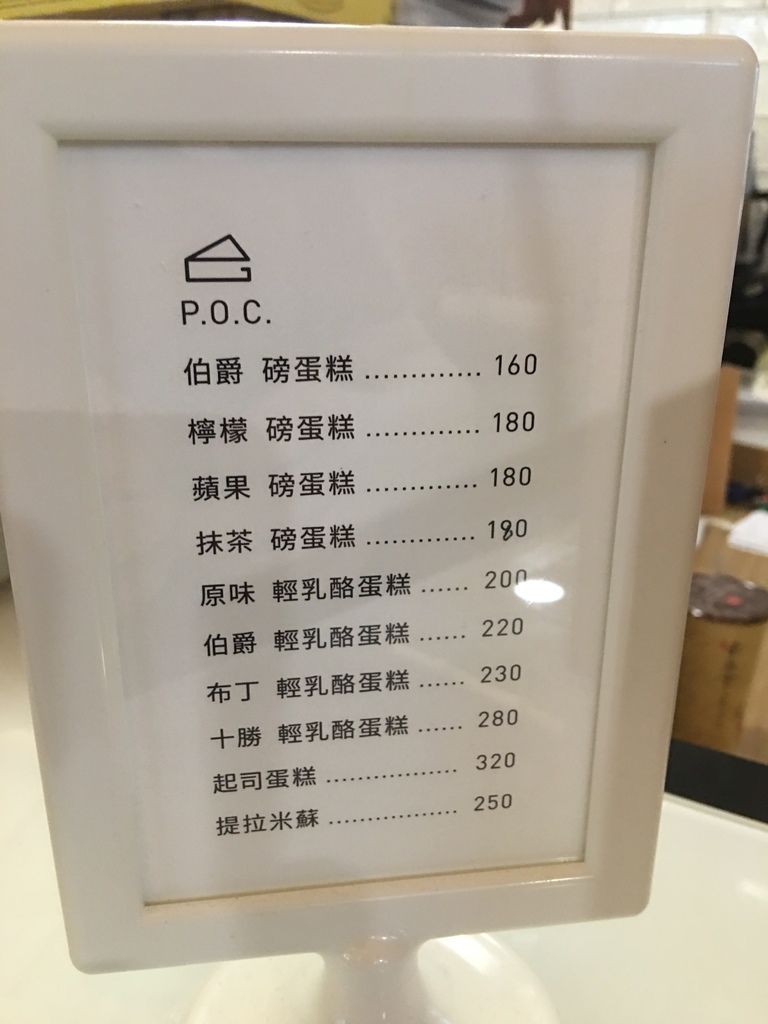 P.O.C.
伯爵 磅蛋糕 ............. 160
檸檬 磅蛋糕 ............. 180
蘋果 磅蛋糕 ............. 180
抹茶 磅蛋糕 ............. 180
原味 輕乳酪蛋糕 ...... 200
伯爵 輕乳酪蛋糕 ...... 220
布丁 輕乳酪蛋糕 ...... 230
十勝 輕乳酪蛋糕 ...... 280
起司蛋糕 ................. 320
提拉米蘇 ................. 250